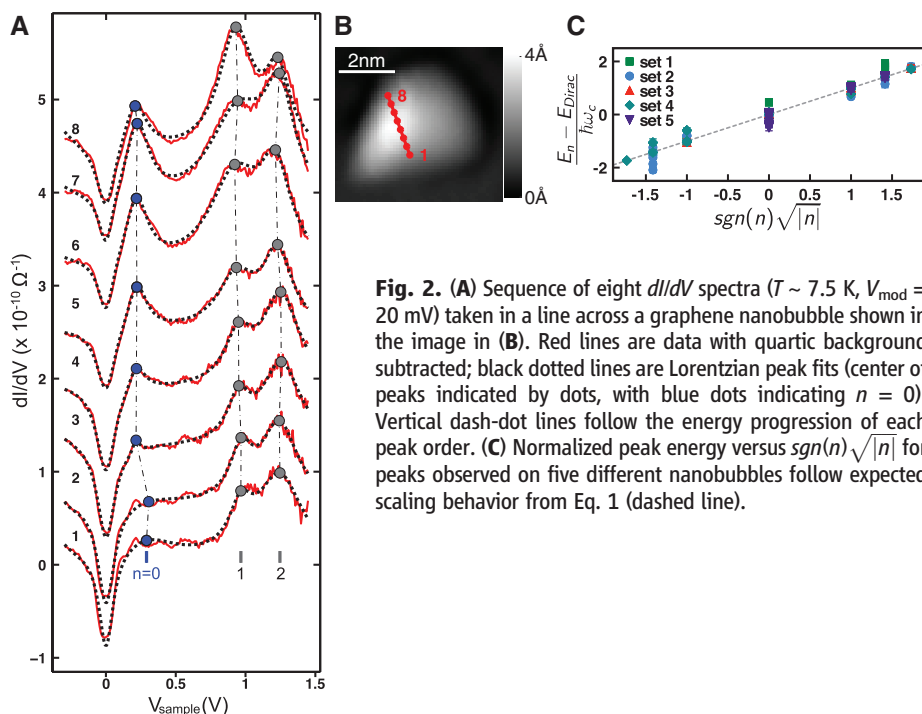 A
B
C
8
7
6
5
4
3
2
1
n=0
1
2
5
4
3
2
1
0
−1
0
0.5
1
1.5
dI/dV (x 10⁻¹⁰ Ω⁻¹)
Vsample(V)
2nm
8
1
4Å
0Å
set 1
set 2
set 3
set 4
set 5
2
0
-2
-1.5
-1
-.5
0
.5
1
1.5
En − EDirac
ħωc
sgn(n)√|n|
Fig. 2. (A) Sequence of eight dI/dV spectra (T ~ 7.5 K, Vmod =
20 mV) taken in a line across a graphene nanobubble shown in
the image in (B). Red lines are data with quartic background
subtracted; black dotted lines are Lorentzian peak fits (center of
peaks indicated by dots, with blue dots indicating n = 0)
Vertical dash-dot lines follow the energy progression of each
peak order. (C) Normalized peak energy versus sgn(n)√|n| for
peaks observed on five different nanobubbles follow expected
scaling behavior from Eq. 1 (dashed line).